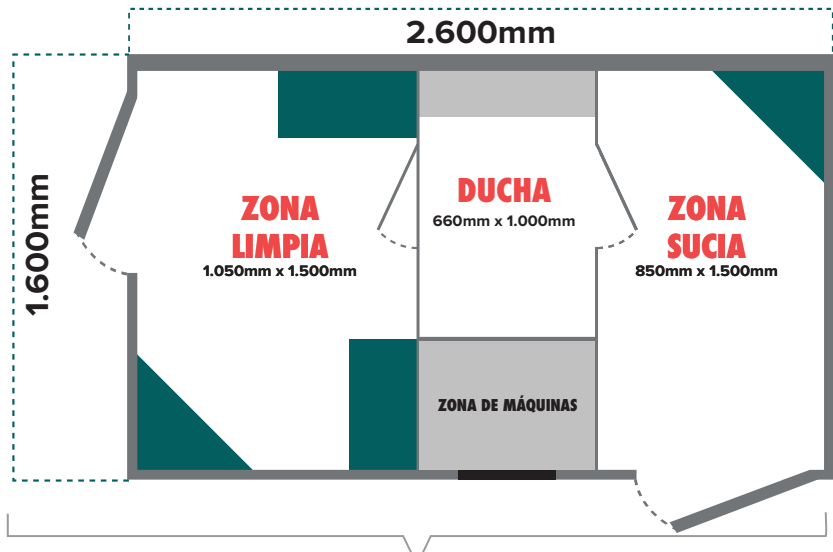 2.600mm
1.600mm
ZONA
LIMPIA
1.050mm x 1.500mm
DUCHA
660mm x 1.000mm
ZONA
SUCIA
850mm x 1.500mm
ZONA DE MÁQUINAS